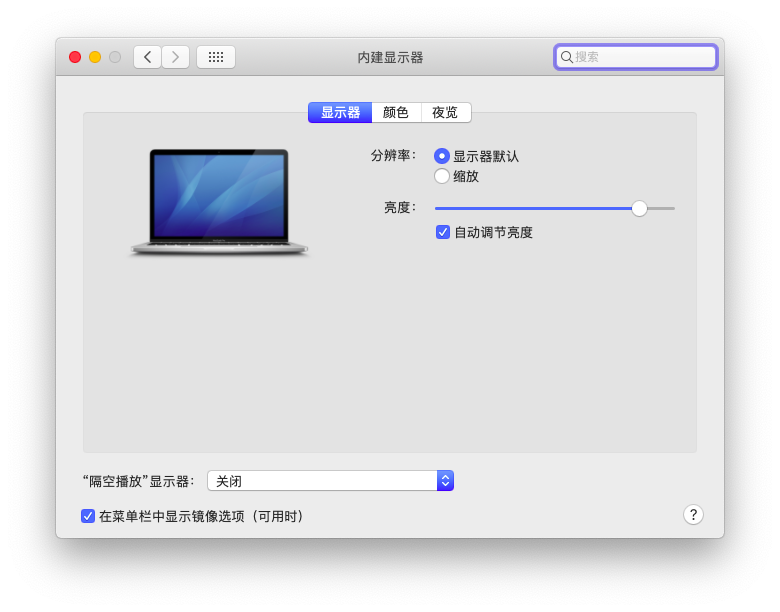 内建显示器
搜索
显示器 颜色 夜览
分辨率： 显示器默认
缩放
亮度：
自动调节亮度
“隔空播放”显示器： 关闭
在菜单栏中显示镜像选项（可用时）
?